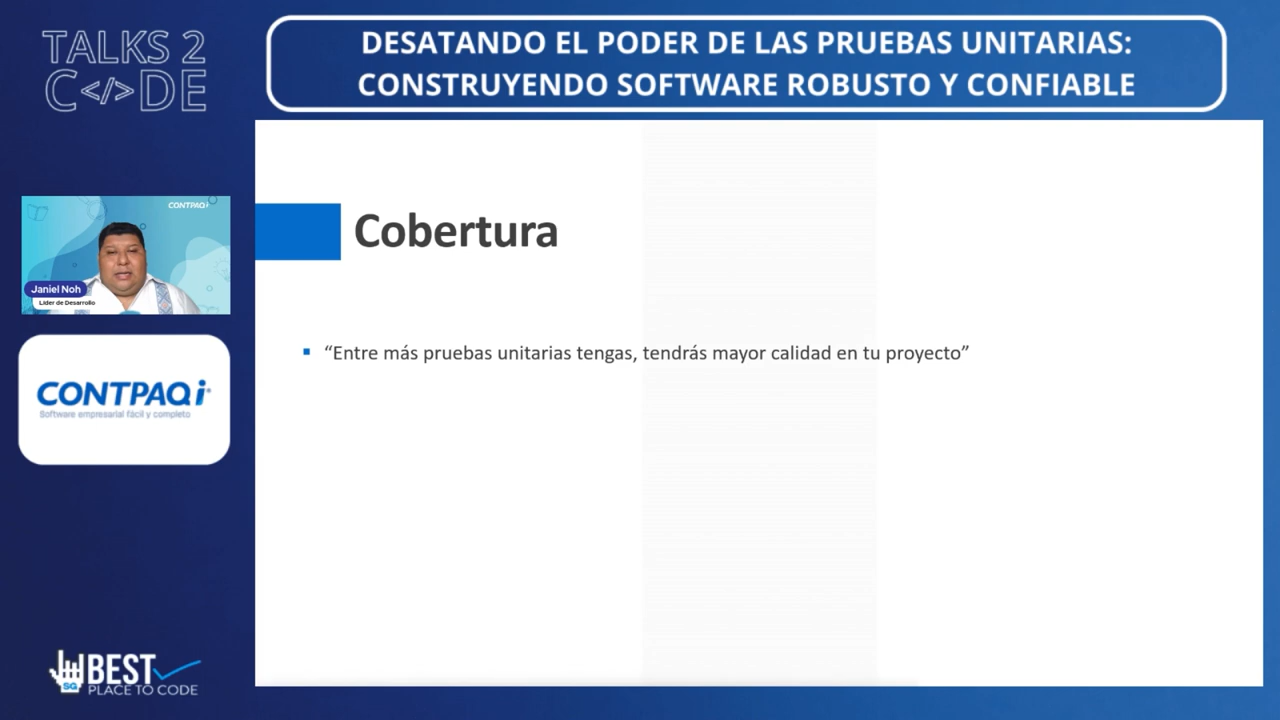 TALKS 2
C</>DE
DESATANDO EL PODER DE LAS PRUEBAS UNITARIAS:
CONSTRUYENDO SOFTWARE ROBUSTO Y CONFIABLE
CONTPAQi
Janiel Noh
Líder de Desarrollo
CONTPAQi®
Software empresarial fácil y completo
Cobertura
▪ “Entre más pruebas unitarias tengas, tendrás mayor calidad en tu proyecto”
SG
BEST
PLACE TO CODE